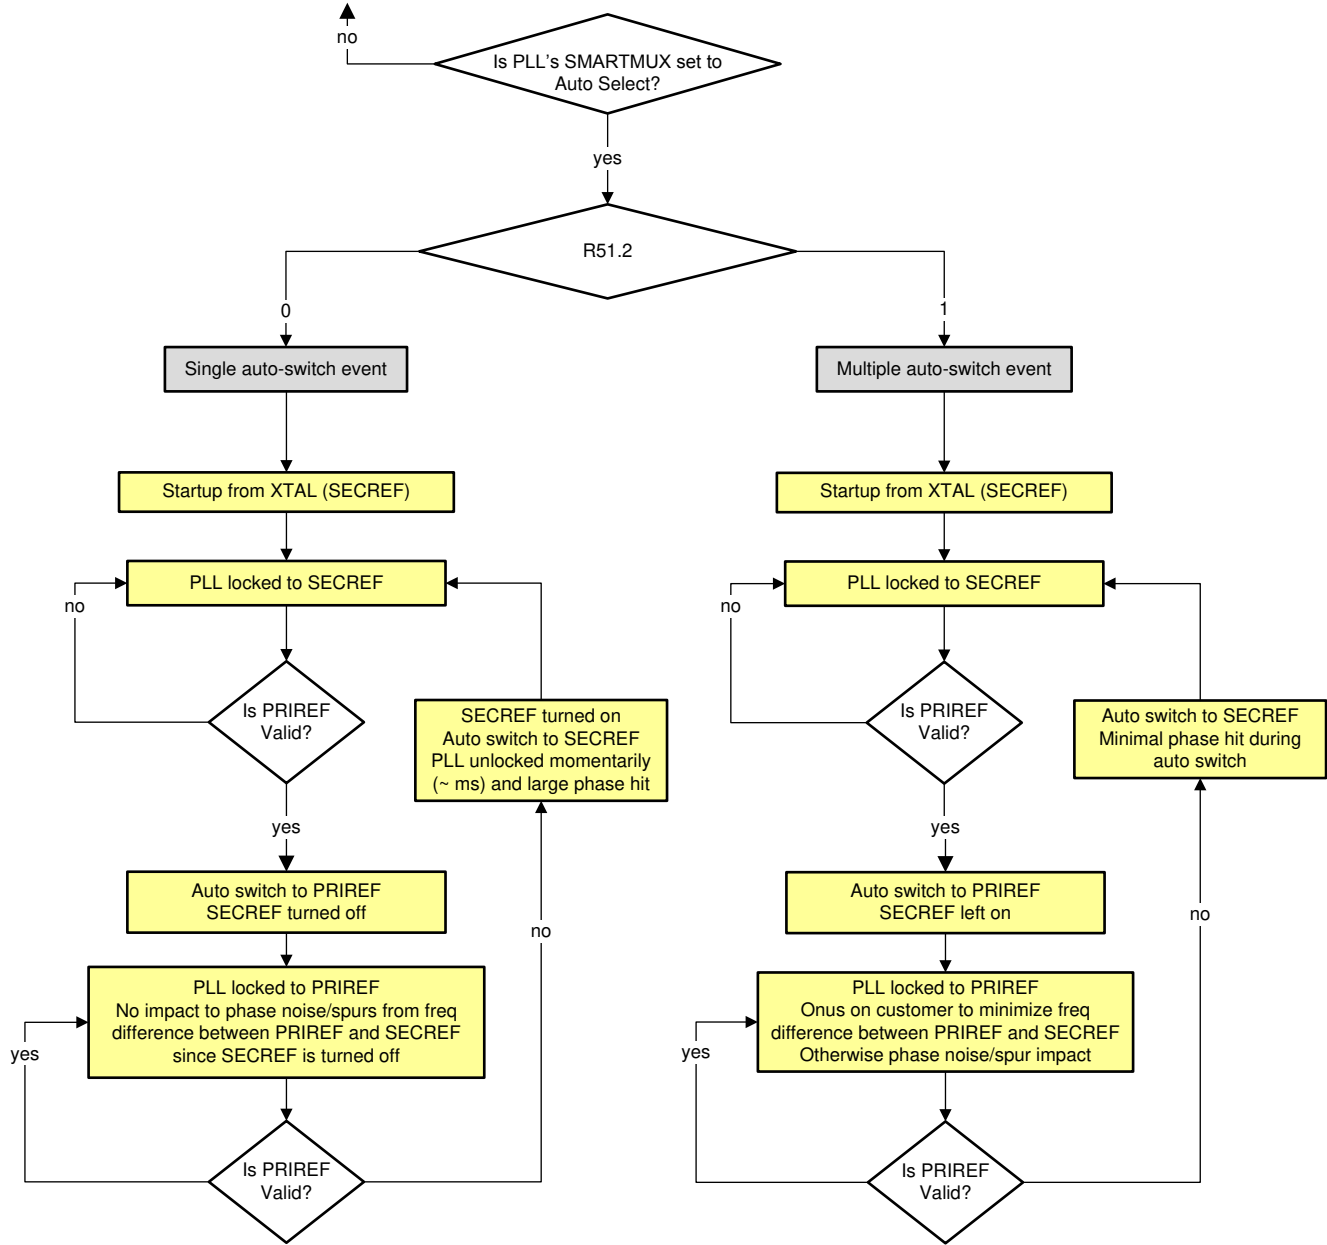 no
Is PLL's SMARTMUX set to
Auto Select?
yes
R51.2
0
1
Single auto-switch event
Multiple auto-switch event
Startup from XTAL (SECREF)
Startup from XTAL (SECREF)
PLL locked to SECREF
PLL locked to SECREF
no
no
Is PRIREF
Valid?
SECREF turned on
Auto switch to SECREF
PLL unlocked momentarily
(~ ms) and large phase hit
Is PRIREF
Valid?
Auto switch to SECREF
Minimal phase hit during
auto switch
yes
yes
Auto switch to PRIREF
SECREF turned off
Auto switch to PRIREF
SECREF left on
no
no
PLL locked to PRIREF
No impact to phase noise/spurs from freq
difference between PRIREF and SECREF
since SECREF is turned off
PLL locked to PRIREF
Onus on customer to minimize freq
difference between PRIREF and SECREF
Otherwise phase noise/spur impact
yes
yes
Is PRIREF
Valid?
Is PRIREF
Valid?